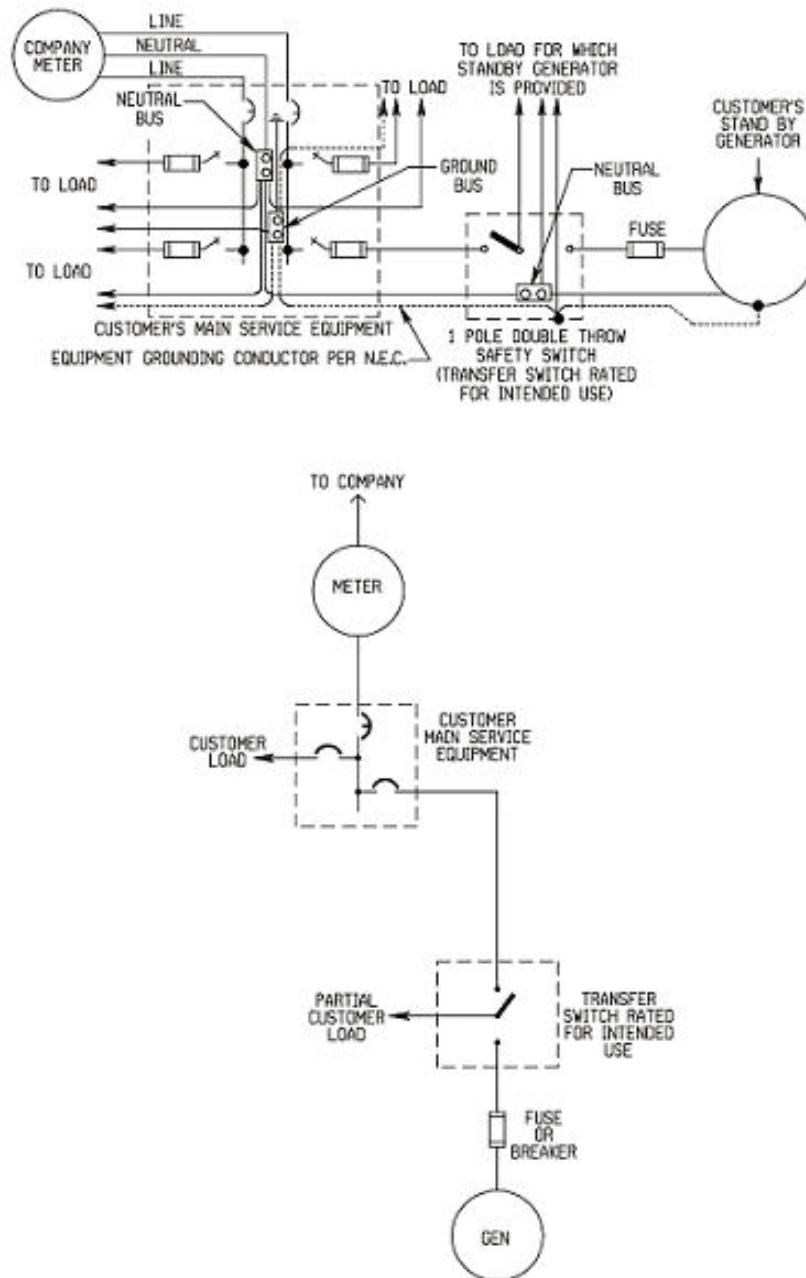 LINE
COMPANY
METER
NEUTRAL
LINE
NEUTRAL
BUS
TO LOAD FOR WHICH
STANDBY GENERATOR
IS PROVIDED
TO LOAD
CUSTOMER'S
STAND BY
GENERATOR
GROUND
BUS
NEUTRAL
BUS
TO LOAD
FUSE
TO LOAD
CUSTOMER'S MAIN SERVICE EQUIPMENT
EQUIPMENT GROUNDING CONDUCTOR PER N.E.C.
1 POLE DOUBLE THROW
SAFETY SWITCH
(TRANSFER SWITCH RATED
FOR INTENDED USE)
TO COMPANY
METER
CUSTOMER
MAIN SERVICE
EQUIPMENT
CUSTOMER
LOAD
PARTIAL
CUSTOMER
LOAD
TRANSFER
SWITCH RATED
FOR INTENDED
USE
FUSE
OR
BREAKER
GEN